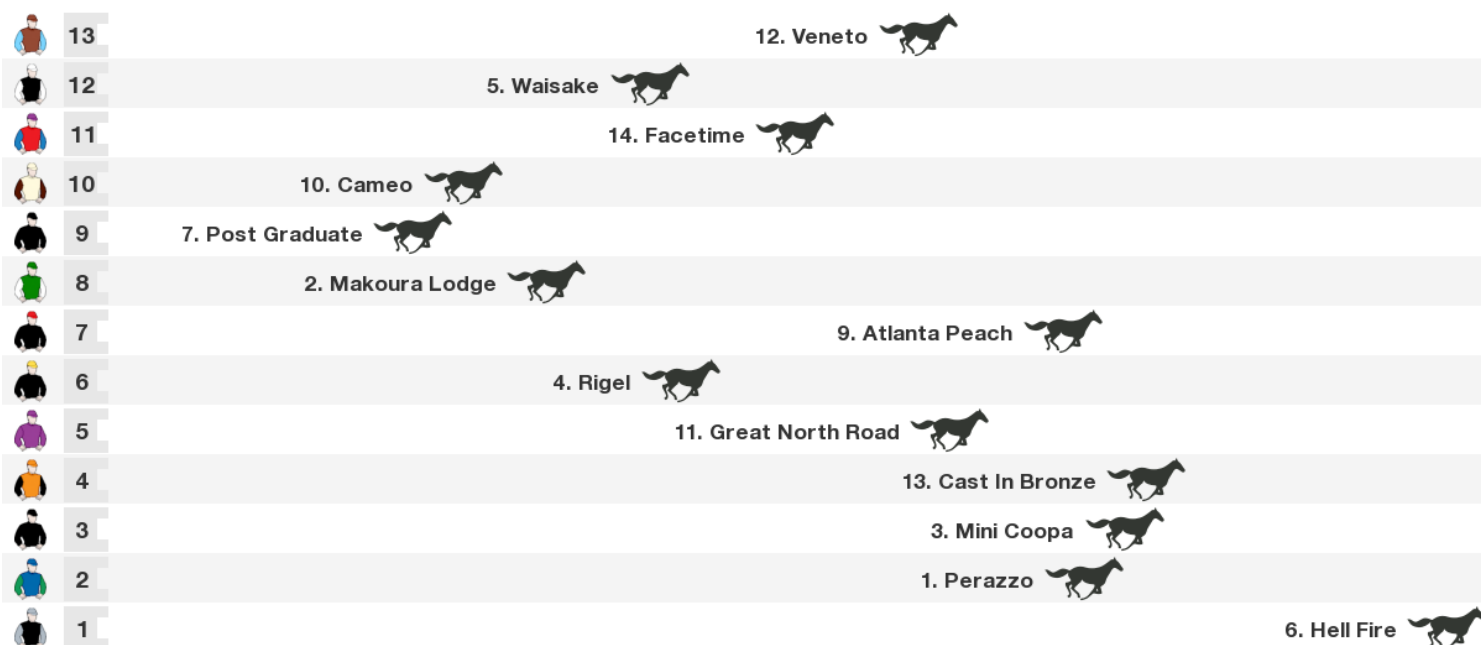 13 12. Veneto
12 5. Waisake
11 14. Facetime
10 10. Cameo
9 7. Post Graduate
8 2. Makoura Lodge
7 9. Atlanta Peach
6 4. Rigel
5 11. Great North Road
4 13. Cast In Bronze
3 3. Mini Coopa
2 1. Perazzo
1 6. Hell Fire